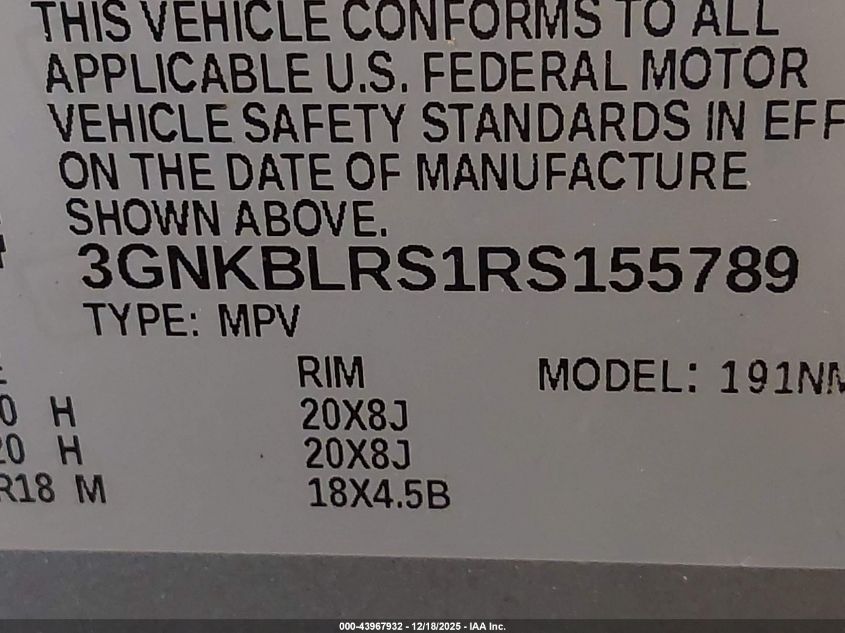 THIS VEHICLE CONFORMS TO ALL
APPLICABLE U.S. FEDERAL MOTOR
VEHICLE SAFETY STANDARDS IN EFF
ON THE DATE OF MANUFACTURE
SHOWN ABOVE.
3GNKBLRS1RS155789
TYPE: MPV
RIM MODEL: 191NM
0 H 20X8J
20 H 20X8J
R18 M 18X4.5B
000-43967932 - 12/18/2025 - IAA Inc.